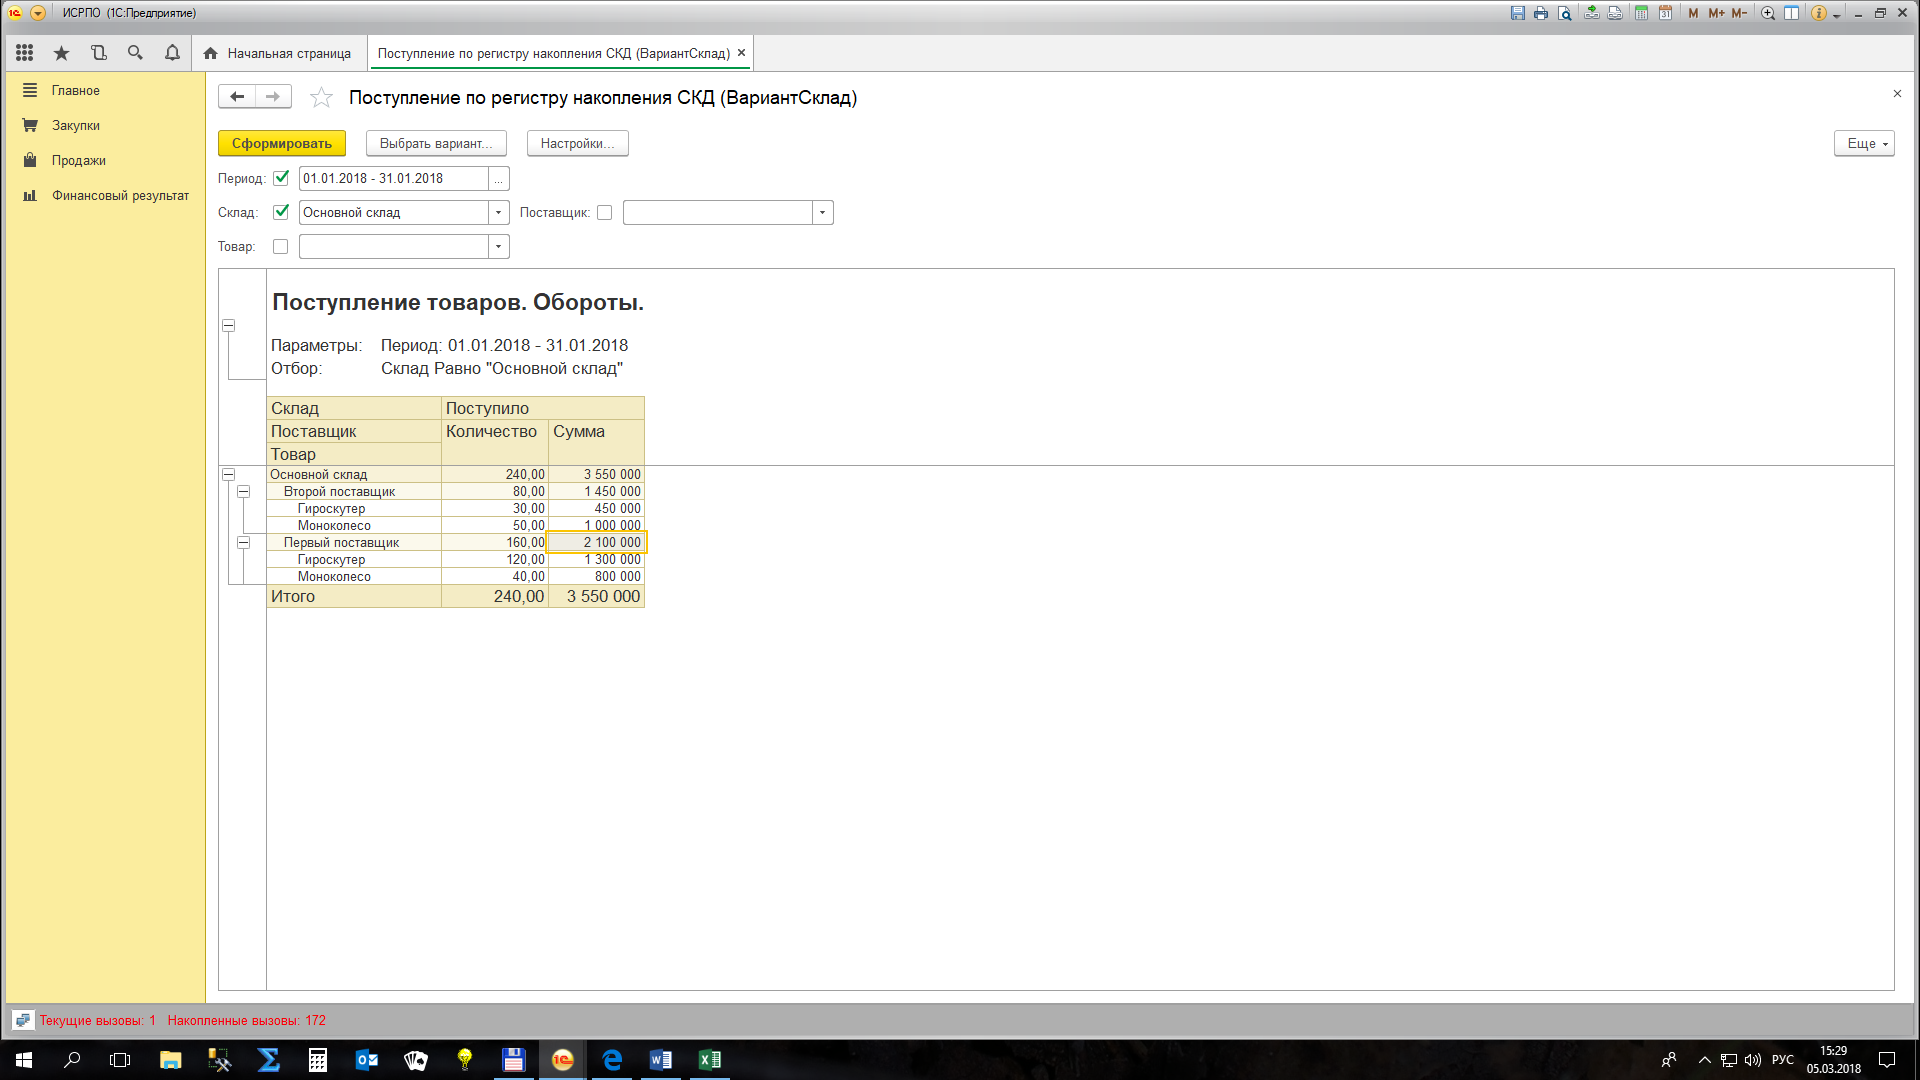 ИСРПО (1С:Предприятие)
M M+ M-
Начальная страница
Поступление по регистру накопления СКД (ВариантСклад)
Главное
Закупки
Продажи
Финансовый результат
Поступление по регистру накопления СКД (ВариантСклад)
Сформировать Выбрать вариант... Настройки... Еще
Период: 01.01.2018 - 31.01.2018 ...
Склад: Основной склад Поставщик:
Товар:
Поступление товаров. Обороты.
Параметры: Период: 01.01.2018 - 31.01.2018
Отбор: Склад Равно "Основной склад"
Склад Поступило
Поставщик Количество Сумма
Товар
Основной склад 240,00 3 550 000
Второй поставщик 80,00 1 450 000
Гироскутер 30,00 450 000
Моноколесо 50,00 1 000 000
Первый поставщик 160,00 2 100 000
Гироскутер 120,00 1 300 000
Моноколесо 40,00 800 000
Итого 240,00 3 550 000
Текущие вызовы: 1 Накопленные вызовы: 172
РУС
15:29
05.03.2018